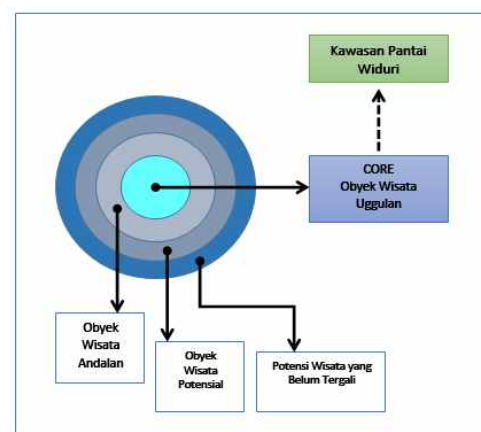 Kawasan Pantai
Widuri
CORE
Obyek Wisata
Uggulan
Obyek
Wisata
Andalan
Obyek
Wisata
Potensial
Potensi Wisata yang
Belum Tergali